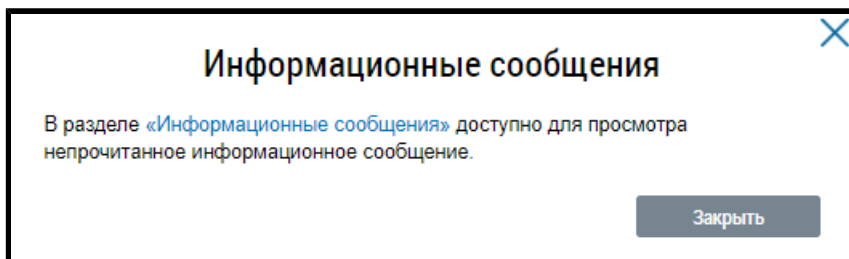 Информационные сообщения
В разделе «Информационные сообщения» доступно для просмотра
непрочитанное информационное сообщение.
Закрыть